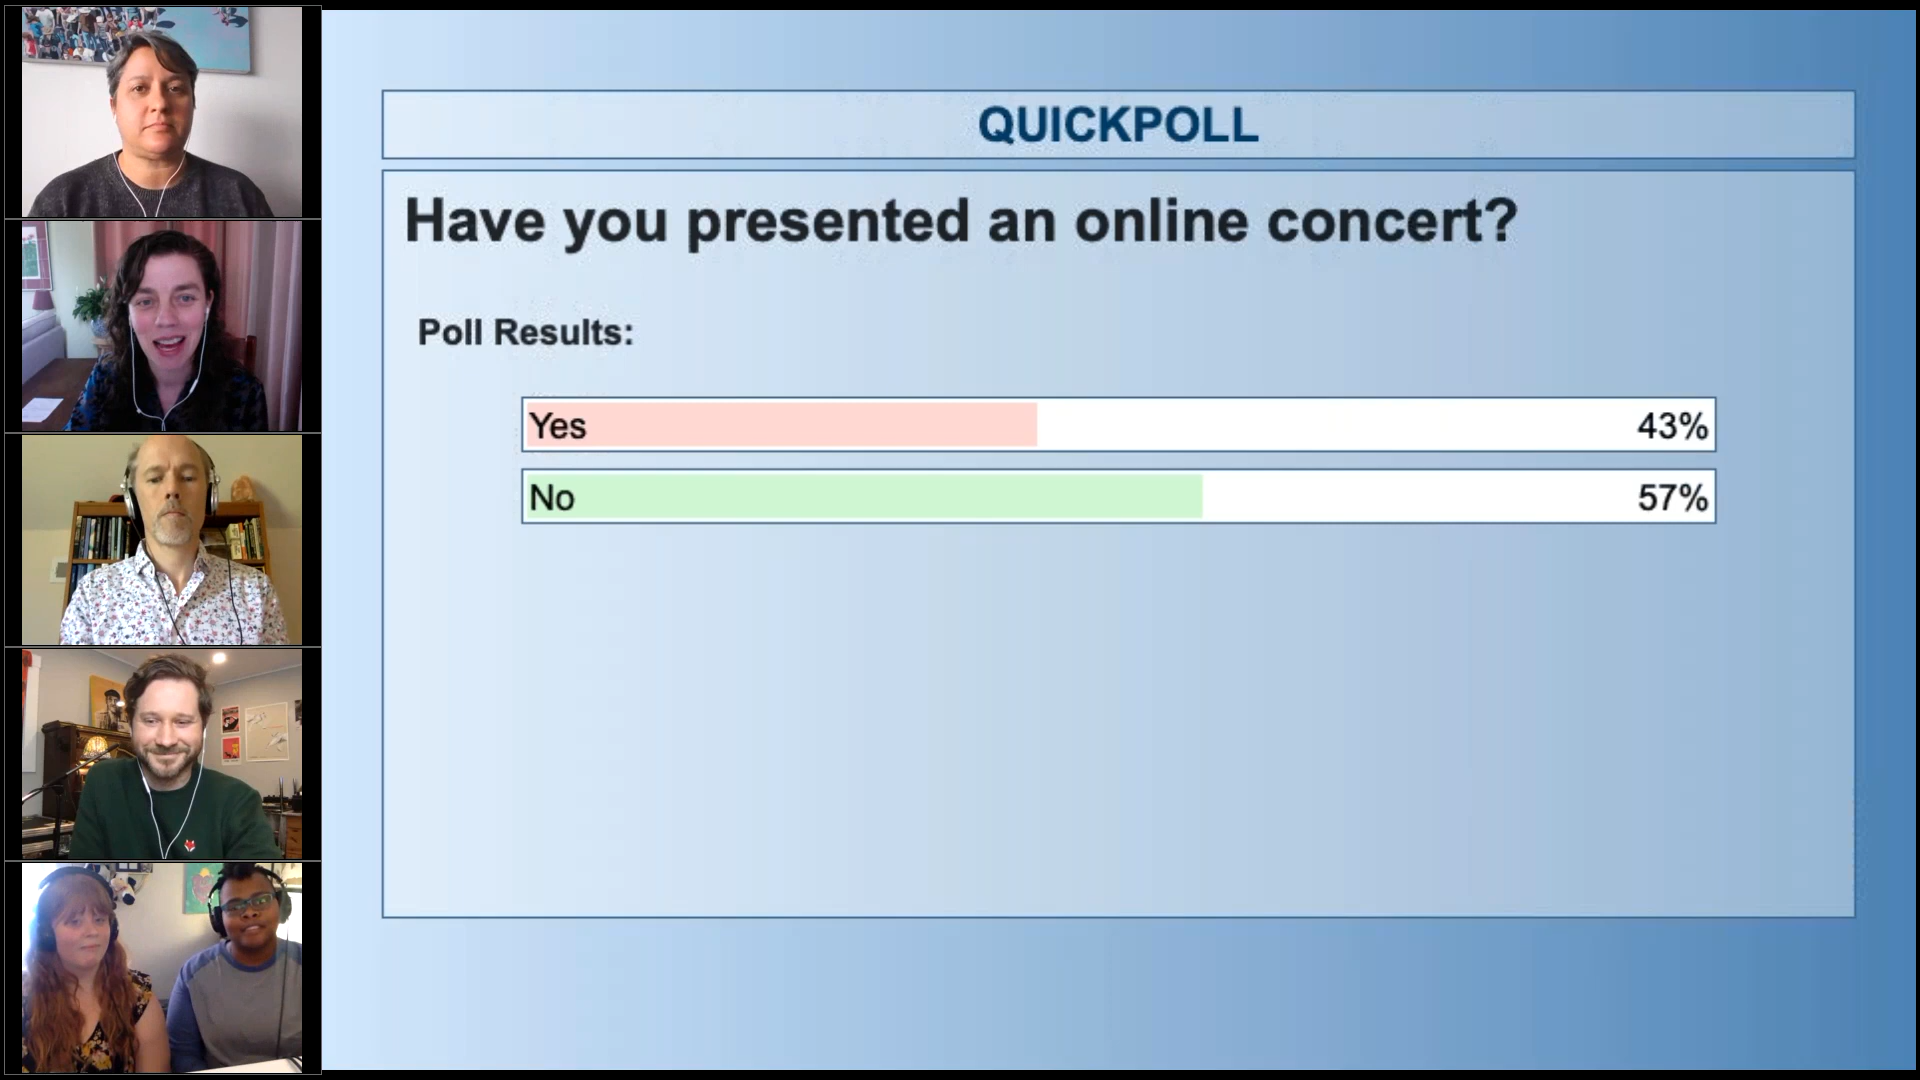 QUICKPOLL
Have you presented an online concert?
Poll Results:
Yes 43%
No 57%